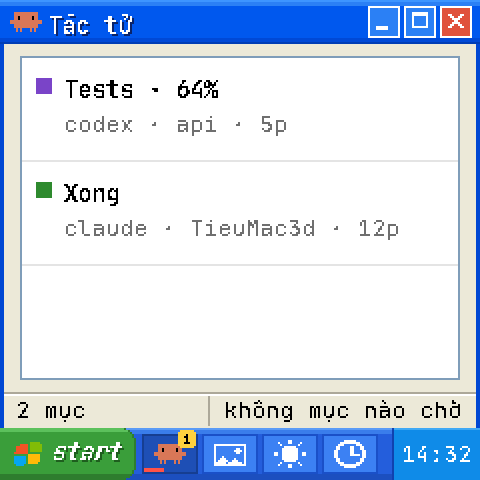 Tác tử
Tests · 64%
codex · api · 5p
Xong
claude · TieuMac3d · 12p
2 mục
không mục nào chờ
start
1
14:32